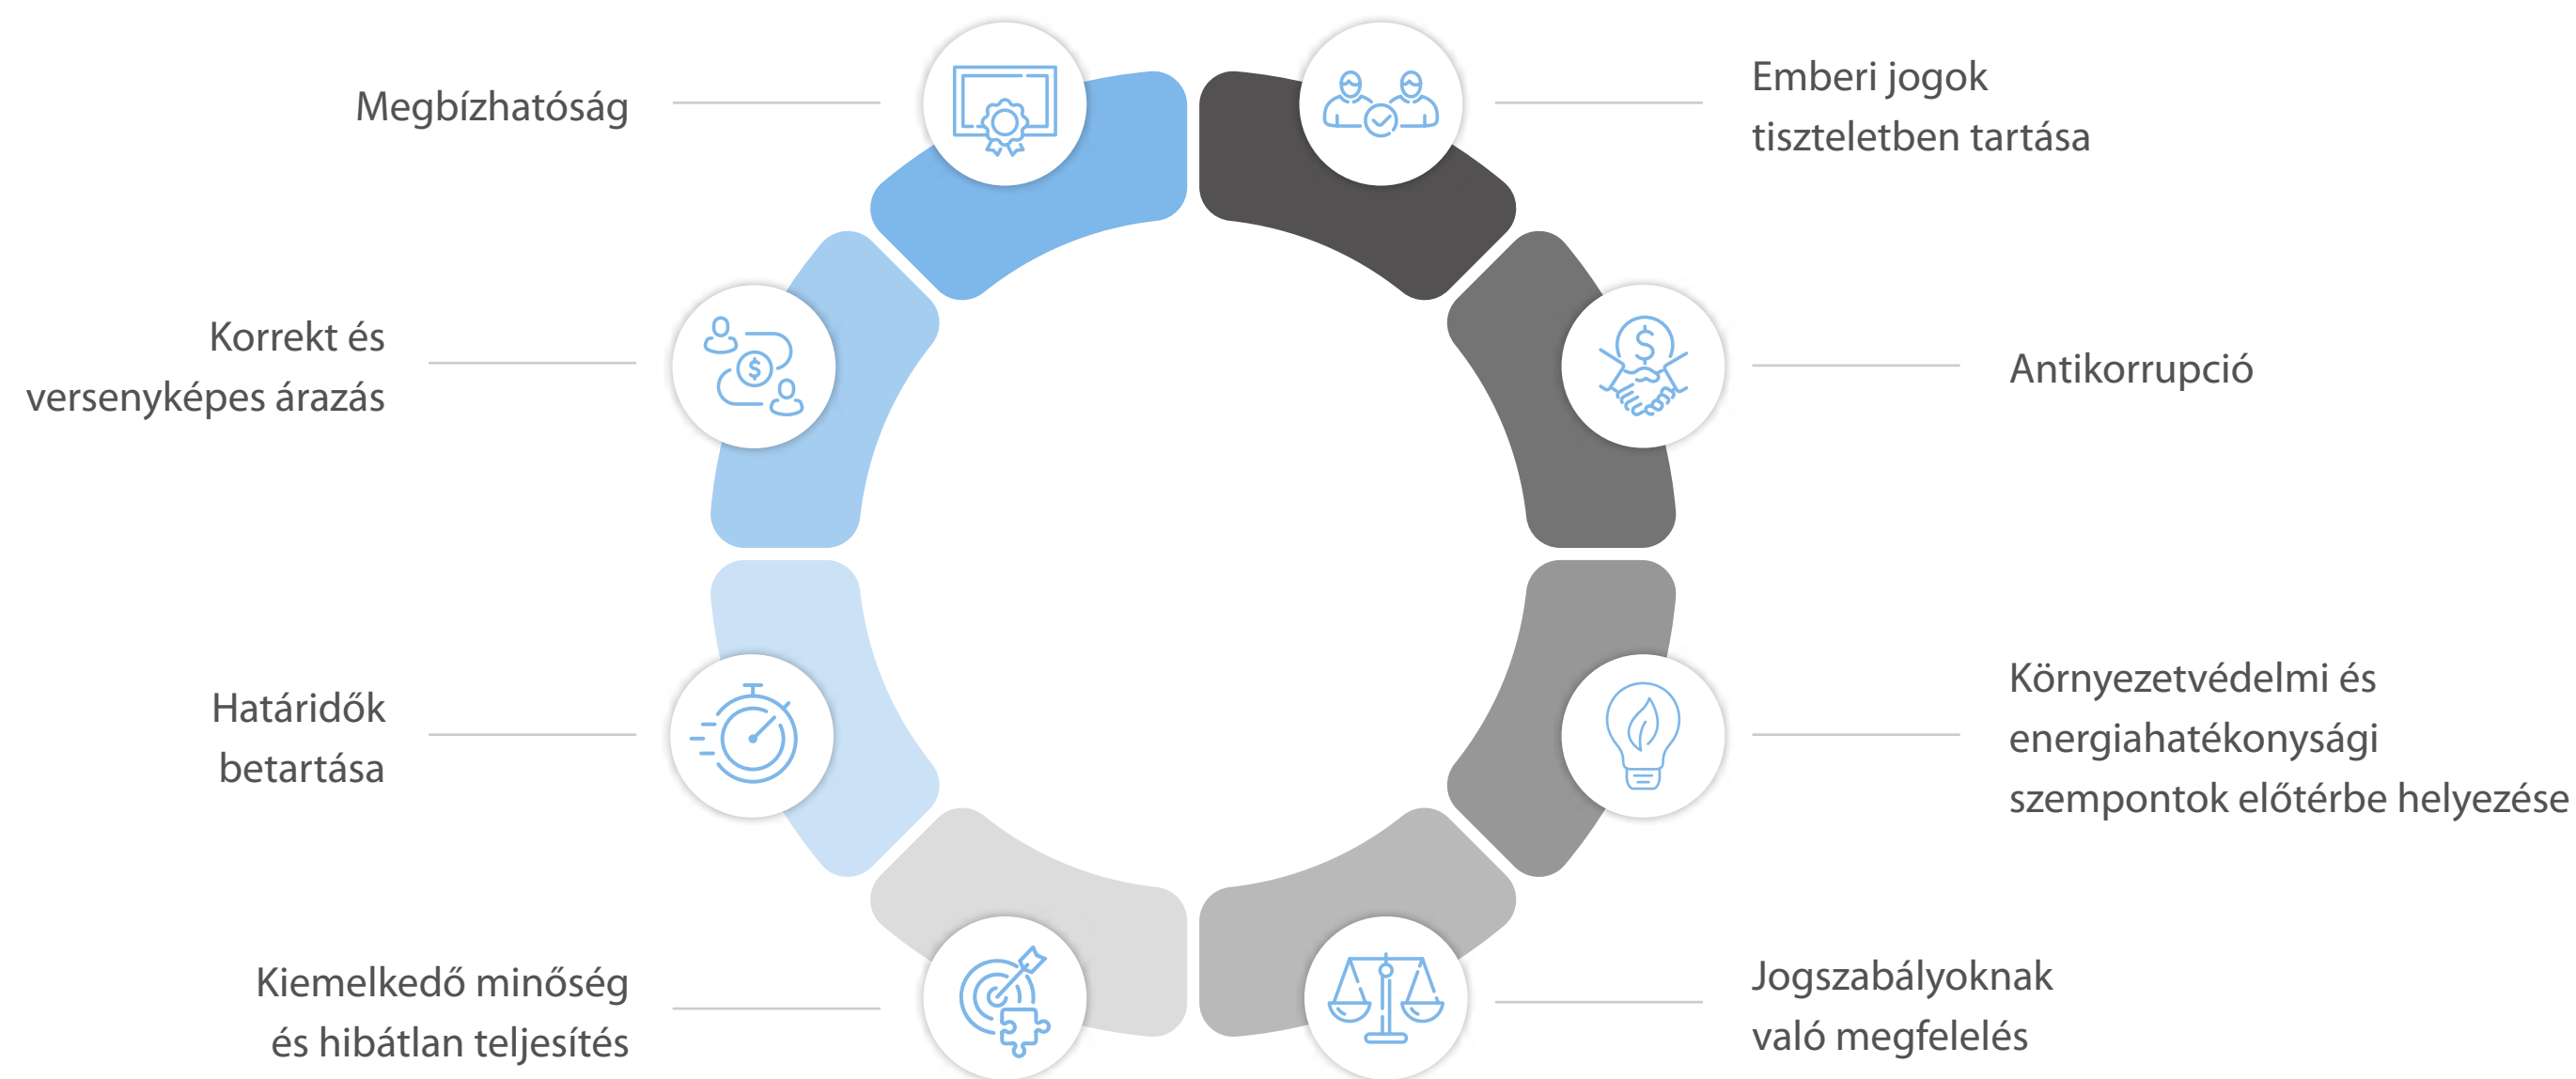 Megbízhatóság
Emberi jogok
tiszteletben tartása
Korrekt és
versenyképes árazás
Antikorrupció
Határidők
betartása
Környezetvédelmi és
energiahatékonysági
szempontok előtérbe helyezése
Kiemelkedő minőség
és hibátlan teljesítés
Jogszabályoknak
való megfelelés